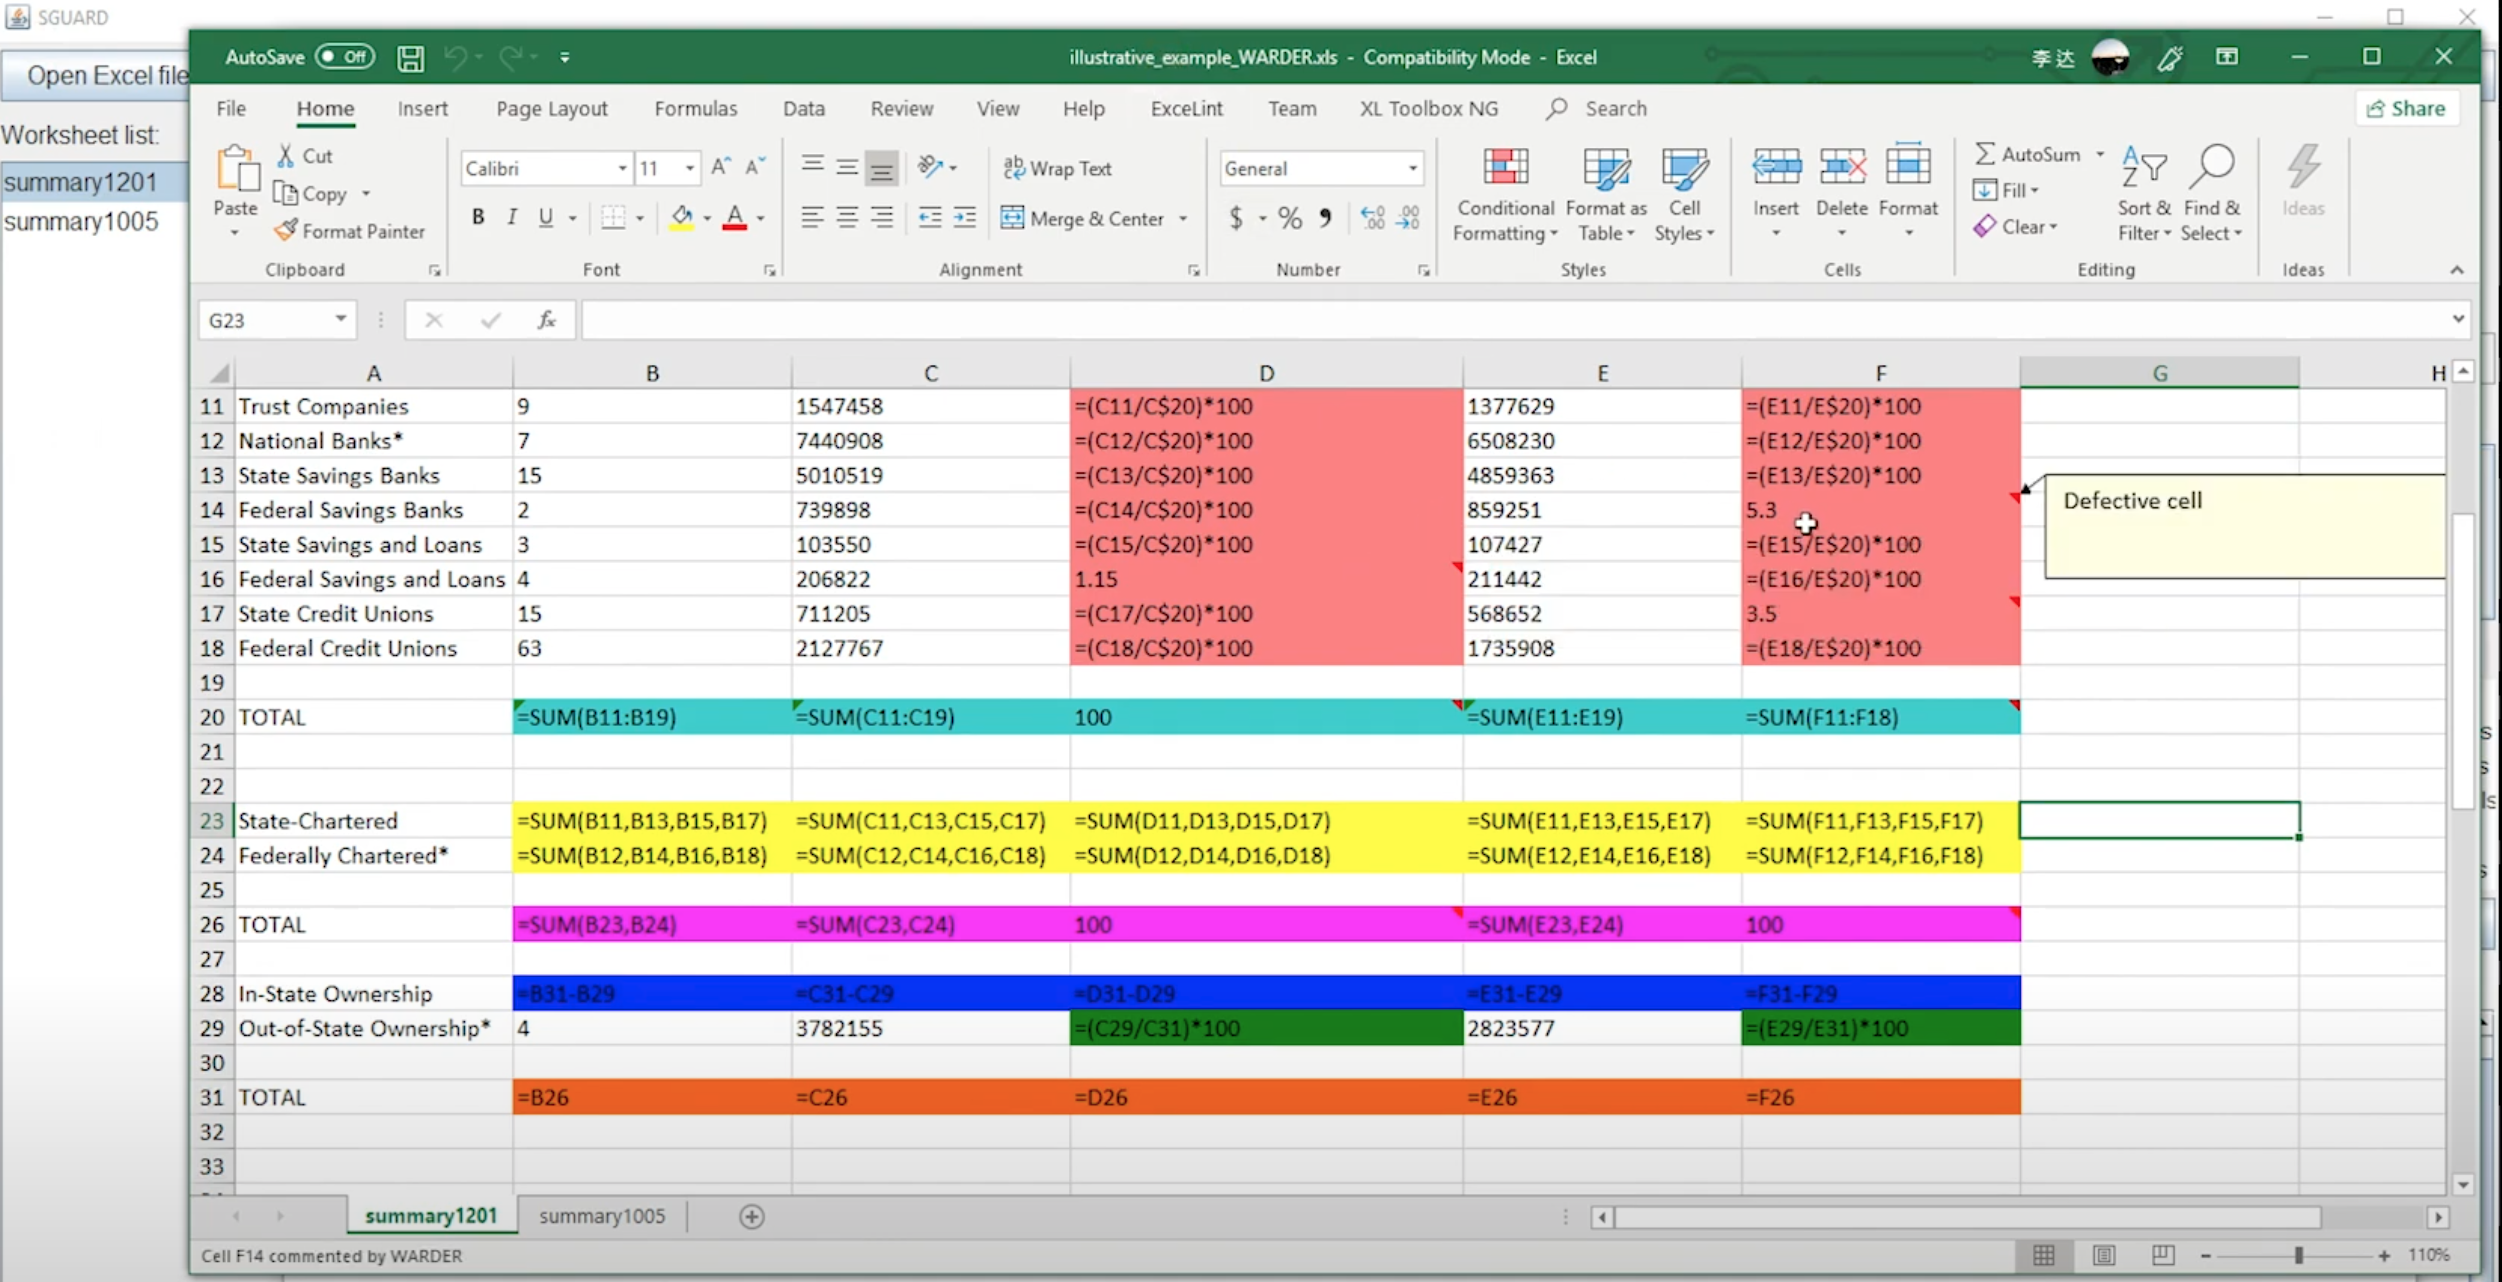 SGUARD
AutoSave Off illustrative_example_WARDER.xls - Compatibility Mode - Excel 李 达
Open Excel file
File Home Insert Page Layout Formulas Data Review View Help ExceLint Team XL Toolbox NG Search Share
Worksheet list:
summary1201
summary1005
Paste Cut
Copy
Format Painter
Clipboard
Calibri 11
B I U
Font
Wrap Text
Merge & Center
Alignment
General
$ % 9 .00
Number
Conditional Formatting
Format as Table
Cell Styles
Styles
Insert Delete Format
Cells
AutoSum
Fill
Clear
Sort & Filter
Find & Select
Editing
Ideas
Ideas
G23 fx
A B C D E F G H
11 Trust Companies 9 1547458 =(C11/C$20)*100 1377629 =(E11/E$20)*100
12 National Banks* 7 7440908 =(C12/C$20)*100 6508230 =(E12/E$20)*100
13 State Savings Banks 15 5010519 =(C13/C$20)*100 4859363 =(E13/E$20)*100
14 Federal Savings Banks 2 739898 =(C14/C$20)*100 859251 5.3
Defective cell
15 State Savings and Loans 3 103550 =(C15/C$20)*100 107427 =(E15/E$20)*100
16 Federal Savings and Loans 4 206822 1.15 211442 =(E16/E$20)*100
17 State Credit Unions 15 711205 =(C17/C$20)*100 568652 3.5
18 Federal Credit Unions 63 2127767 =(C18/C$20)*100 1735908 =(E18/E$20)*100
19
20 TOTAL =SUM(B11:B19) =SUM(C11:C19) 100 =SUM(E11:E19) =SUM(F11:F18)
21
22
23 State-Chartered =SUM(B11,B13,B15,B17) =SUM(C11,C13,C15,C17) =SUM(D11,D13,D15,D17) =SUM(E11,E13,E15,E17) =SUM(F11,F13,F15,F17)
24 Federally Chartered* =SUM(B12,B14,B16,B18) =SUM(C12,C14,C16,C18) =SUM(D12,D14,D16,D18) =SUM(E12,E14,E16,E18) =SUM(F12,F14,F16,F18)
25
26 TOTAL =SUM(B23,B24) =SUM(C23,C24) 100 =SUM(E23,E24) 100
27
28 In-State Ownership =B31-B29 =C31-C29 =D31-D29 =E31-E29 =F31-F29
29 Out-of-State Ownership* 4 3782155 =(C29/C31)*100 2823577 =(E29/E31)*100
30
31 TOTAL =B26 =C26 =D26 =E26 =F26
32
33
summary1201 summary1005
Cell F14 commented by WARDER 110%